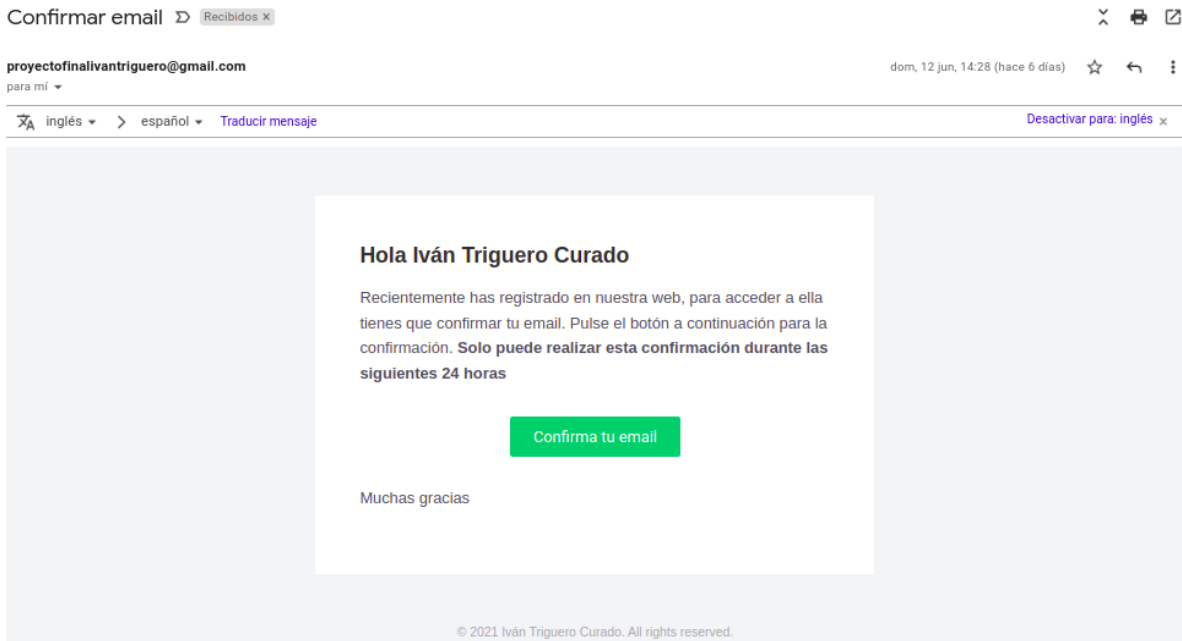 Confirmar email Recibidos ×
proyectofinalivantriguero@gmail.com
dom, 12 jun, 14:28 (hace 6 días)
para mí
inglés español Traducir mensaje Desactivar para: inglés ×
Hola Iván Triguero Curado
Recientemente has registrado en nuestra web, para acceder a ella
tienes que confirmar tu email. Pulse el botón a continuación para la
confirmación. Solo puede realizar esta confirmación durante las
siguientes 24 horas
Confirma tu email
Muchas gracias
© 2021 Iván Triguero Curado. All rights reserved.